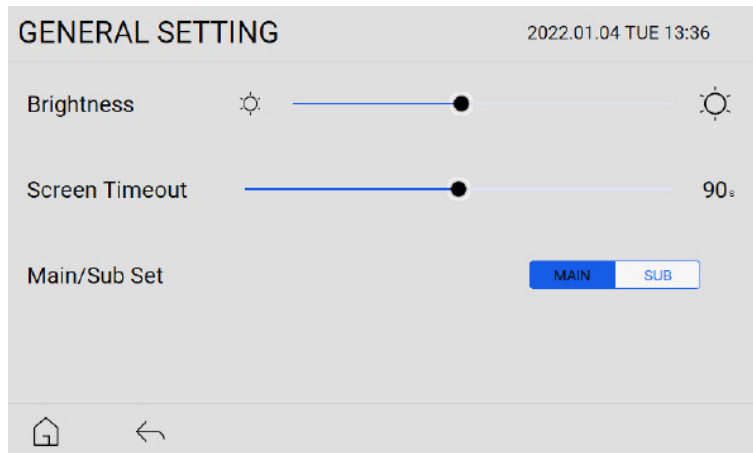 GENERAL SETTING 2022.01.04 TUE 13:36
Brightness
Screen Timeout 90s
Main/Sub Set MAIN SUB